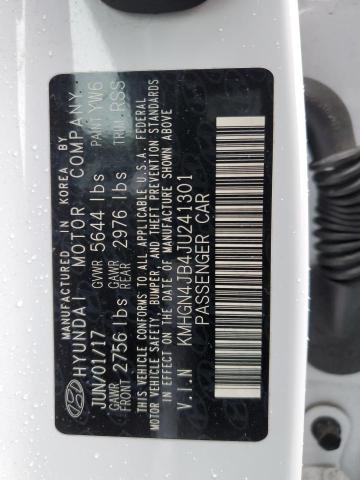 MANUFACTURED IN KOREA BY
HYUNDAI MOTOR COMPANY
JUN/01/17 GVWR 5644 lbs PAINT YW6
GAWR FRONT 2756 lbs GAWR REAR 2976 lbs TRIM RSS
THIS VEHICLE CONFORMS TO ALL APPLICABLE U.S.A. FEDERAL
MOTOR VEHICLE SAFETY, BUMPER, AND THEFT PREVENTION STANDARDS
IN EFFECT ON THE DATE OF MANUFACTURE SHOWN ABOVE
V.I.N KMHGN4JB4UU241301
PASSENGER CAR